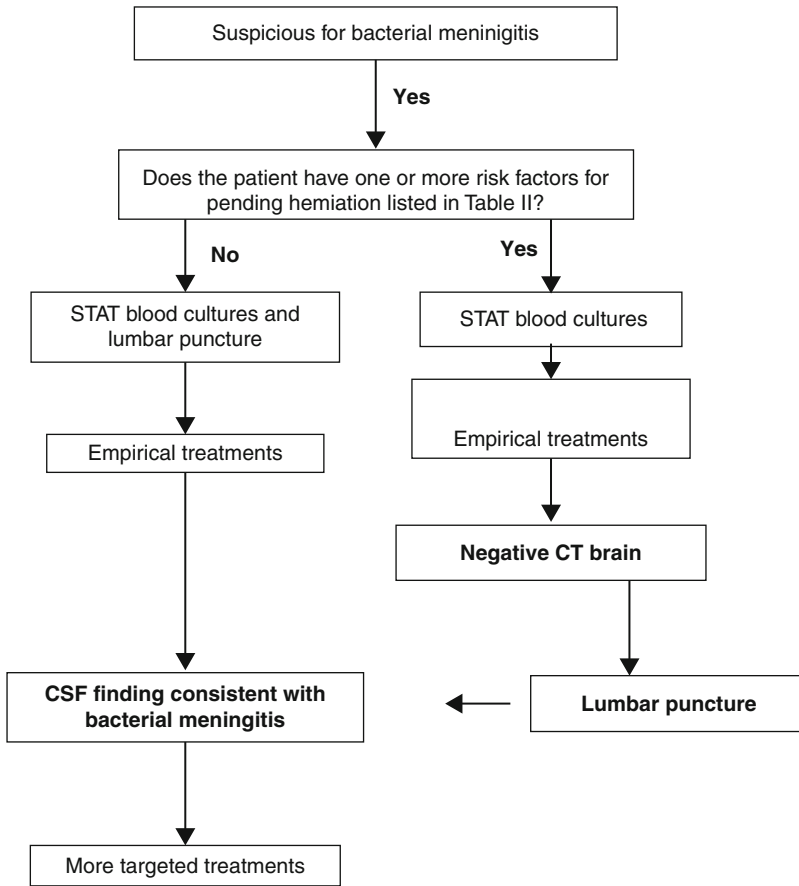 Suspicious for bacterial meninigitis
Yes
Does the patient have one or more risk factors for
pending hemiation listed in Table II?
No
Yes
STAT blood cultures and
lumbar puncture
STAT blood cultures
Empirical treatments
Empirical treatments
Negative CT brain
CSF finding consistent with
bacterial meningitis
Lumbar puncture
More targeted treatments